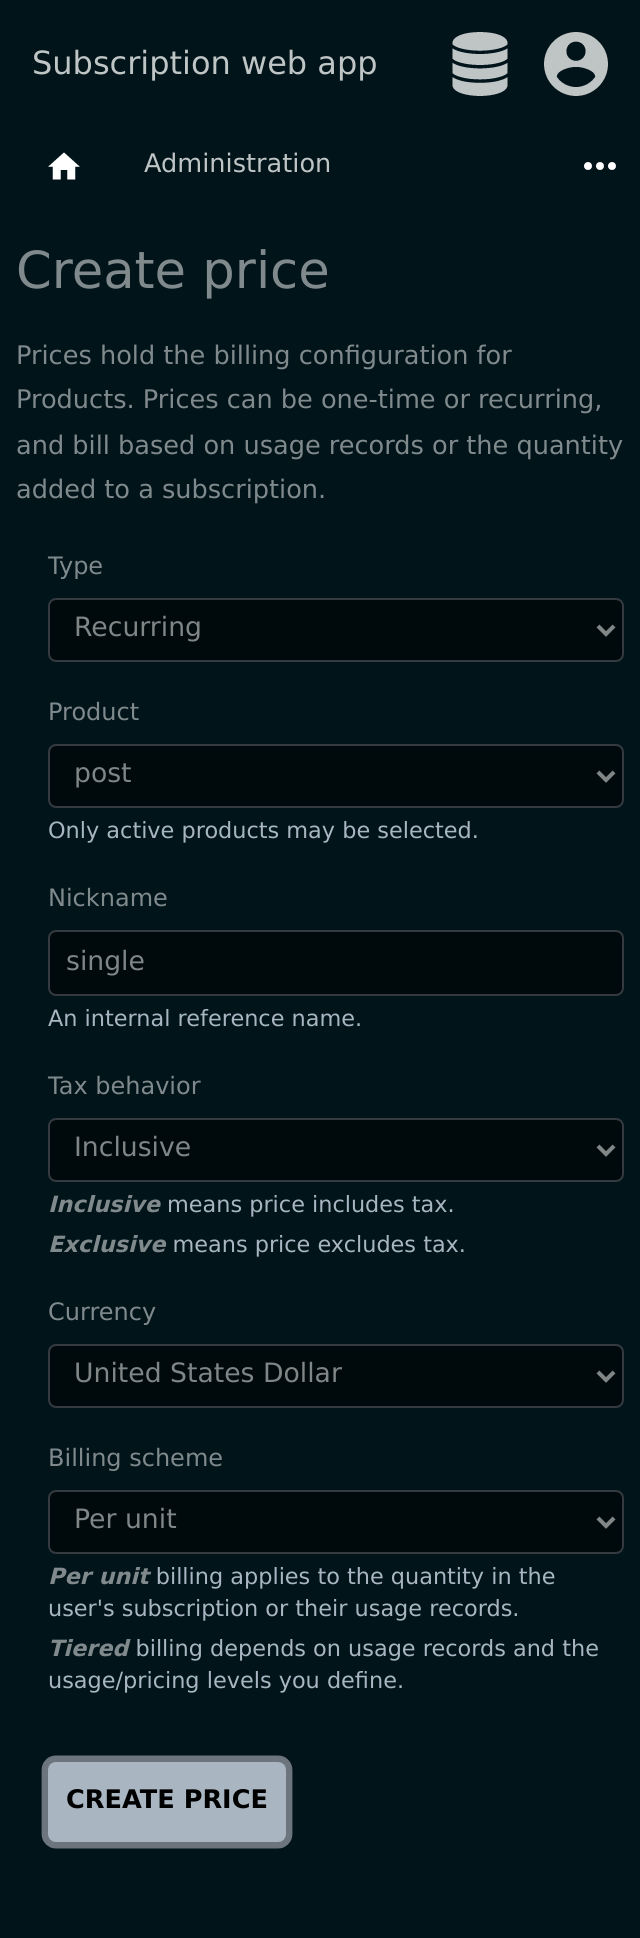 Subscription web app
Administration
Create price
Prices hold the billing configuration for
Products. Prices can be one-time or recurring,
and bill based on usage records or the quantity
added to a subscription.
Type
Recurring
Product
post
Only active products may be selected.
Nickname
single
An internal reference name.
Tax behavior
Inclusive
Inclusive means price includes tax.
Exclusive means price excludes tax.
Currency
United States Dollar
Billing scheme
Per unit
Per unit billing applies to the quantity in the
user's subscription or their usage records.
Tiered billing depends on usage records and the
usage/pricing levels you define.
CREATE PRICE